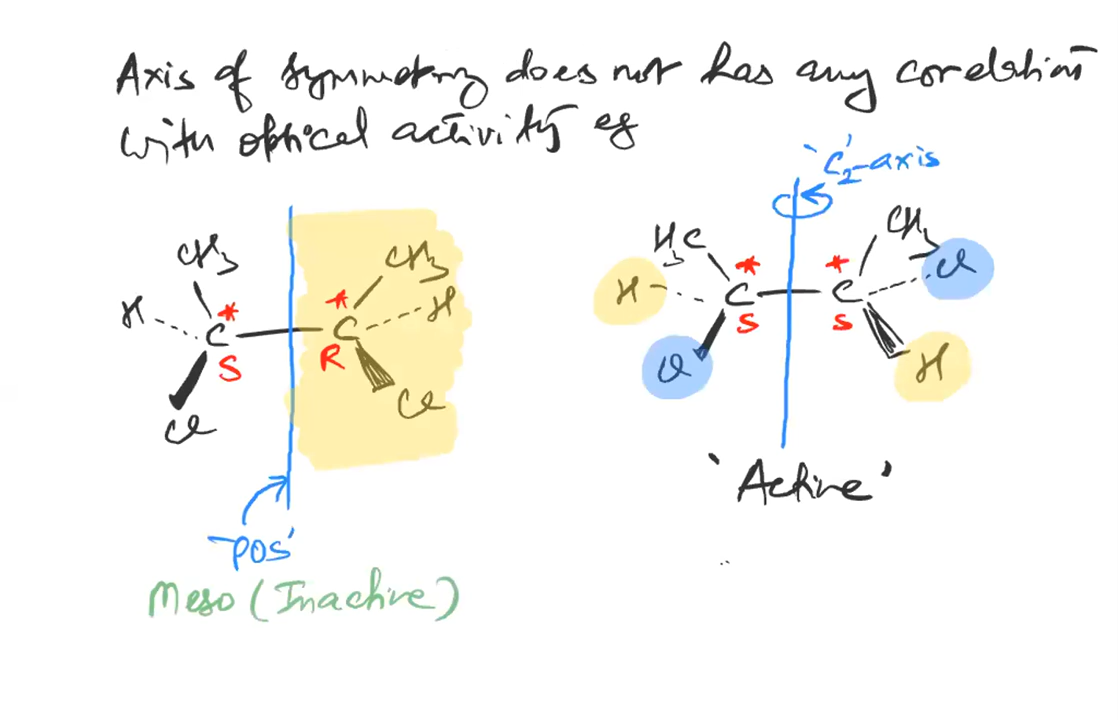 Axis of symmetry does not has any corelation
with optical activity eg
'C2-axis
CH3 CH3 H3C CH3
H * * H H * * Cl
C C C C
S R S S
Cl Cl Cl H
'Active'
'POS'
Meso (Inactive)